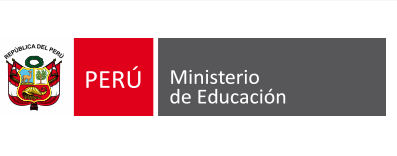 REPÚBLICA DEL PERÚ
PERÚ
Ministerio
de Educación